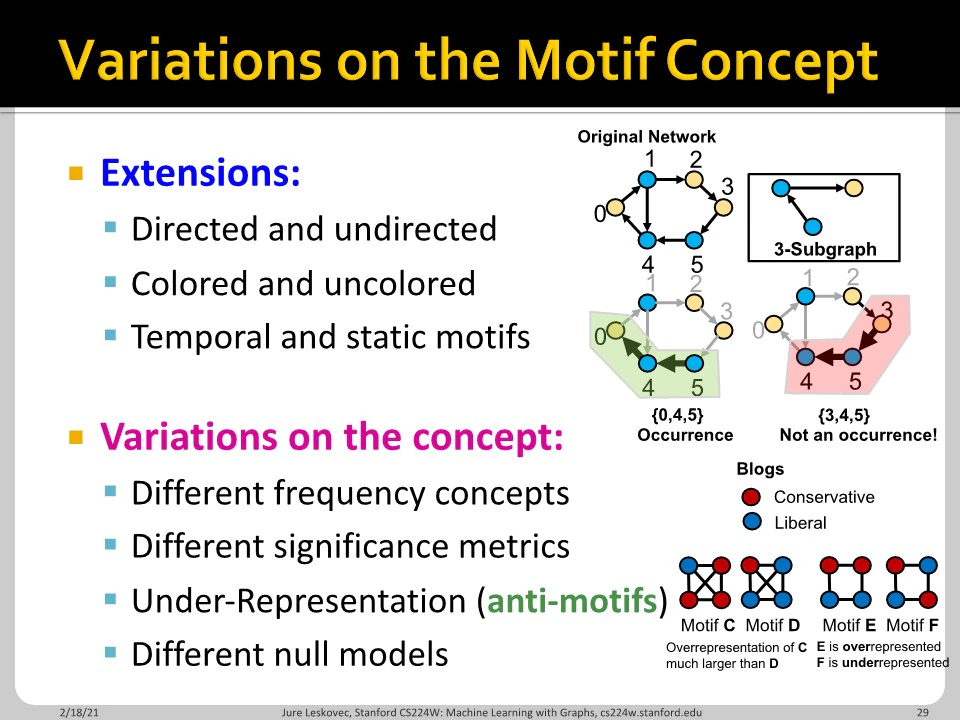 Variations on the Motif Concept
Extensions:
Directed and undirected
Colored and uncolored
Temporal and static motifs
Variations on the concept:
Different frequency concepts
Different significance metrics
Under-Representation (anti-motifs)
Different null models
Original Network
1 2
3
0
4 5
3-Subgraph
1 2
3
0
4 5
{0,4,5}
Occurrence
1 2
3
0
4 5
{3,4,5}
Not an occurrence!
Blogs
Conservative
Liberal
Motif C Motif D
Overrepresentation of C
much larger than D
Motif E Motif F
E is overrepresented
F is underrepresented
2/18/21
Jure Leskovec, Stanford CS224W: Machine Learning with Graphs, cs224w.stanford.edu
29